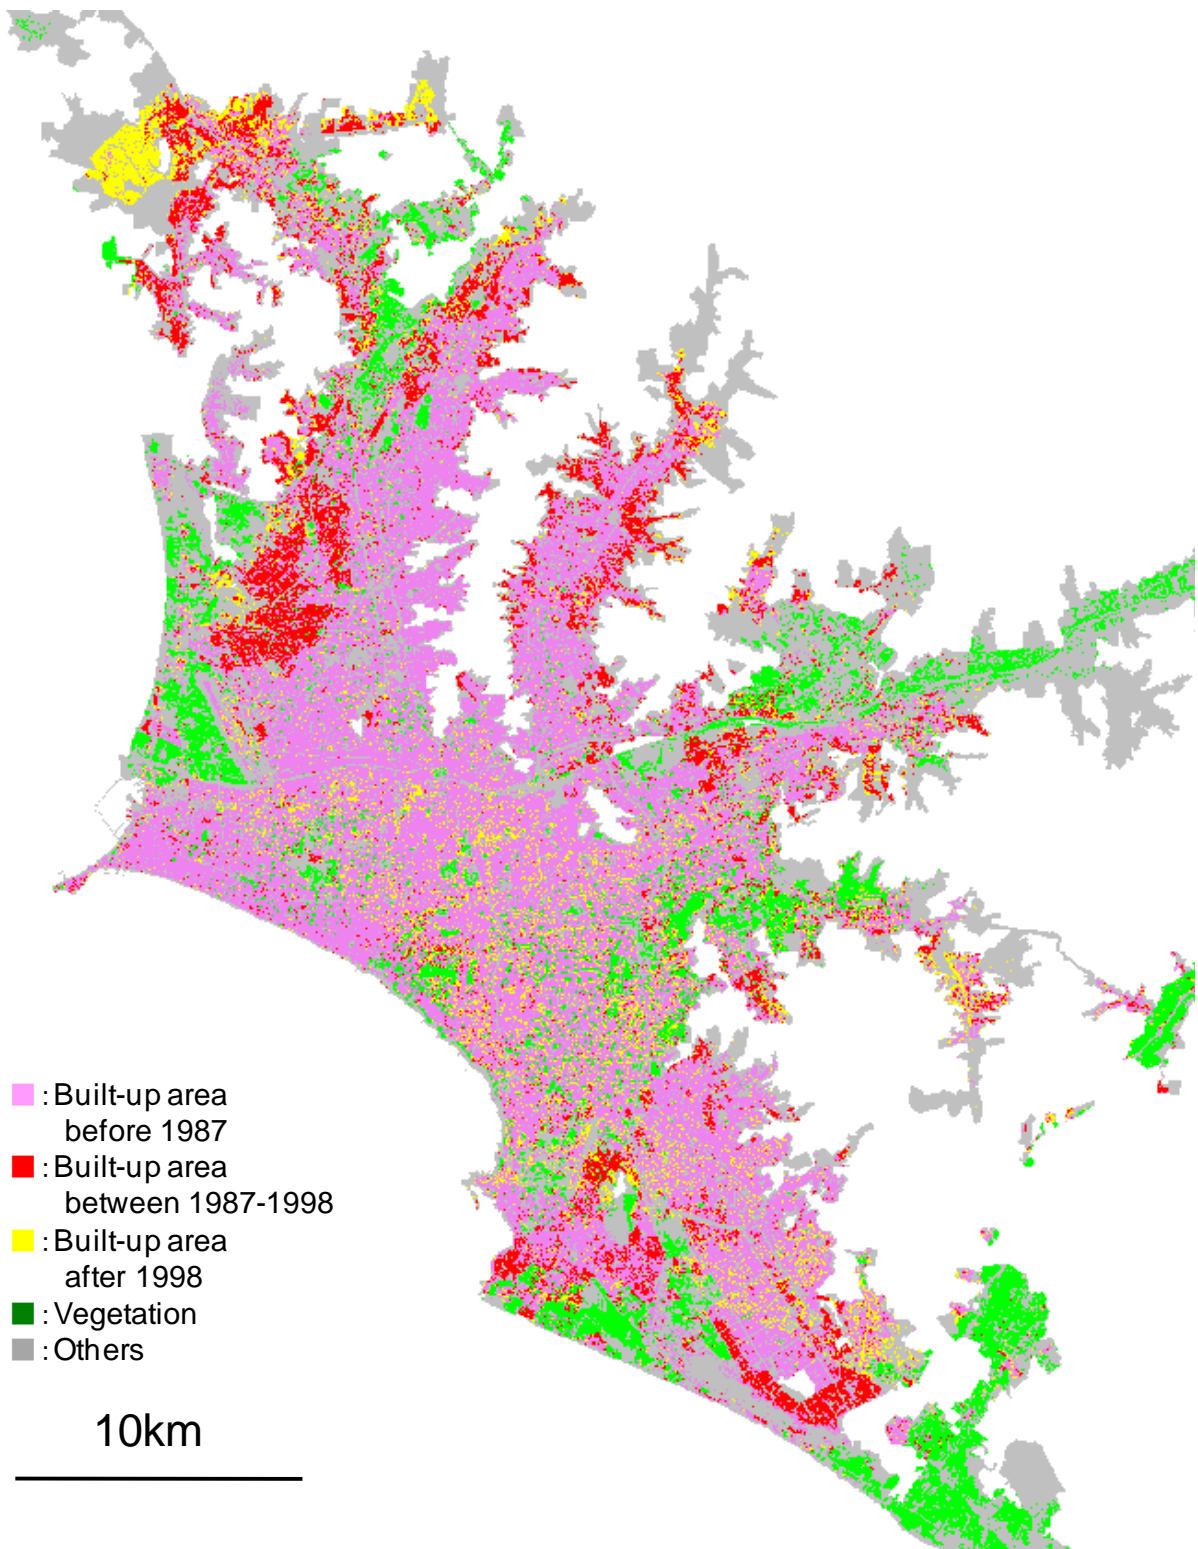 : Built-up area
before 1987
: Built-up area
between 1987-1998
: Built-up area
after 1998
: Vegetation
: Others
10km